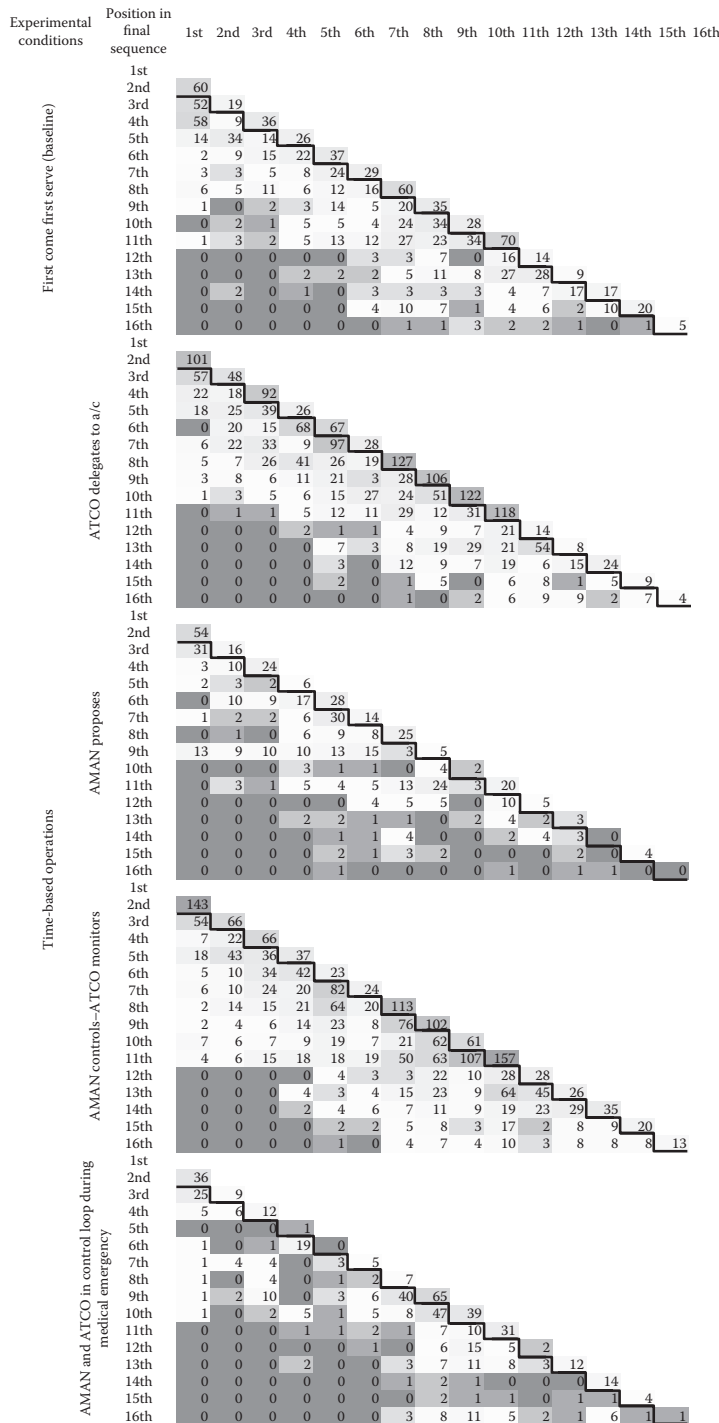 Experimental conditions
Position in final sequence
1st 2nd 3rd 4th 5th 6th 7th 8th 9th 10th 11th 12th 13th 14th 15th 16th
First come first serve (baseline)
1st
2nd 60
3rd 52 19
4th 58 9 36
5th 14 34 14 26
6th 2 9 15 22 37
7th 3 3 5 8 24 29
8th 6 5 11 6 12 16 60
9th 1 0 2 3 14 5 20 35
10th 0 2 1 5 5 4 24 34 28
11th 1 3 2 5 13 12 27 23 34 70
12th 0 0 0 0 0 3 3 7 0 16 14
13th 0 0 0 2 2 2 5 11 8 27 28 9
14th 0 2 0 1 0 3 3 3 3 4 7 17 17
15th 0 0 0 0 0 4 10 7 1 4 6 2 10 20
16th 0 0 0 0 0 0 1 1 3 2 2 1 0 1 5
Time-based operations
ATCO delegates to a/c
1st
2nd 101
3rd 57 48
4th 22 18 92
5th 18 25 39 26
6th 0 20 15 68 67
7th 6 22 33 9 97 28
8th 5 7 26 41 26 19 127
9th 3 8 6 11 21 3 28 106
10th 1 3 5 6 15 27 24 51 122
11th 0 1 1 5 12 11 29 12 31 118
12th 0 0 0 2 1 1 4 9 7 21 14
13th 0 0 0 0 7 3 8 19 29 21 54 8
14th 0 0 0 0 3 0 12 9 7 19 6 15 24
15th 0 0 0 0 2 0 1 5 0 6 8 1 5 9
16th 0 0 0 0 0 0 1 0 2 6 9 9 2 7 4
AMAN proposes
1st
2nd 54
3rd 31 16
4th 3 10 24
5th 2 3 2 6
6th 0 10 9 17 28
7th 1 2 2 6 30 14
8th 0 1 0 6 9 8 25
9th 13 9 10 10 13 15 3 5
10th 0 0 0 3 1 1 0 4 2
11th 0 3 1 5 4 5 13 24 3 20
12th 0 0 0 0 0 4 5 5 0 10 5
13th 0 0 0 2 2 1 1 0 2 4 2 3
14th 0 0 0 0 1 1 4 0 0 2 4 3 0
15th 0 0 0 0 2 1 3 2 0 0 0 2 0 4
16th 0 0 0 0 1 0 0 0 0 1 0 1 1 0 0
AMAN controls–ATCO monitors
1st
2nd 143
3rd 54 66
4th 7 22 66
5th 18 43 36 37
6th 5 10 34 42 23
7th 6 10 24 20 82 24
8th 2 14 15 21 64 20 113
9th 2 4 6 14 23 8 76 102
10th 7 6 7 9 19 7 21 62 61
11th 4 6 15 18 18 19 50 63 107 157
12th 0 0 0 0 4 3 3 22 10 28 28
13th 0 0 0 4 3 4 15 23 9 64 45 26
14th 0 0 0 2 4 6 7 11 9 19 23 29 35
15th 0 0 0 0 2 2 5 8 3 17 2 8 9 20
16th 0 0 0 0 1 0 4 7 4 10 3 8 8 8 13
AMAN and ATCO in control loop during medical emergency
1st
2nd 36
3rd 25 9
4th 5 6 12
5th 0 0 0 1
6th 1 0 1 19 0
7th 1 4 4 0 3 5
8th 1 0 4 0 1 2 7
9th 1 2 10 0 3 6 40 65
10th 1 0 2 5 1 5 8 47 39
11th 0 0 0 1 1 2 1 7 10 31
12th 0 0 0 0 0 1 0 6 15 5 2
13th 0 0 0 2 0 0 3 7 11 8 3 12
14th 0 0 0 0 0 0 1 2 1 0 0 0 14
15th 0 0 0 0 0 0 0 2 1 1 0 1 1 4
16th 0 0 0 0 0 0 3 8 11 5 2 1 6 1 1